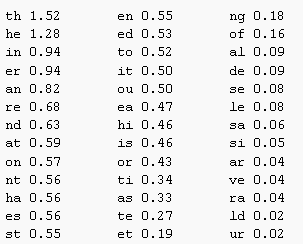 th 1.52 en 0.55 ng 0.18
he 1.28 ed 0.53 of 0.16
in 0.94 to 0.52 al 0.09
er 0.94 it 0.50 de 0.09
an 0.82 ou 0.50 se 0.08
re 0.68 ea 0.47 le 0.08
nd 0.63 hi 0.46 sa 0.06
at 0.59 is 0.46 si 0.05
on 0.57 or 0.43 ar 0.04
nt 0.56 ti 0.34 ve 0.04
ha 0.56 as 0.33 ra 0.04
es 0.56 te 0.27 ld 0.02
st 0.55 et 0.19 ur 0.02